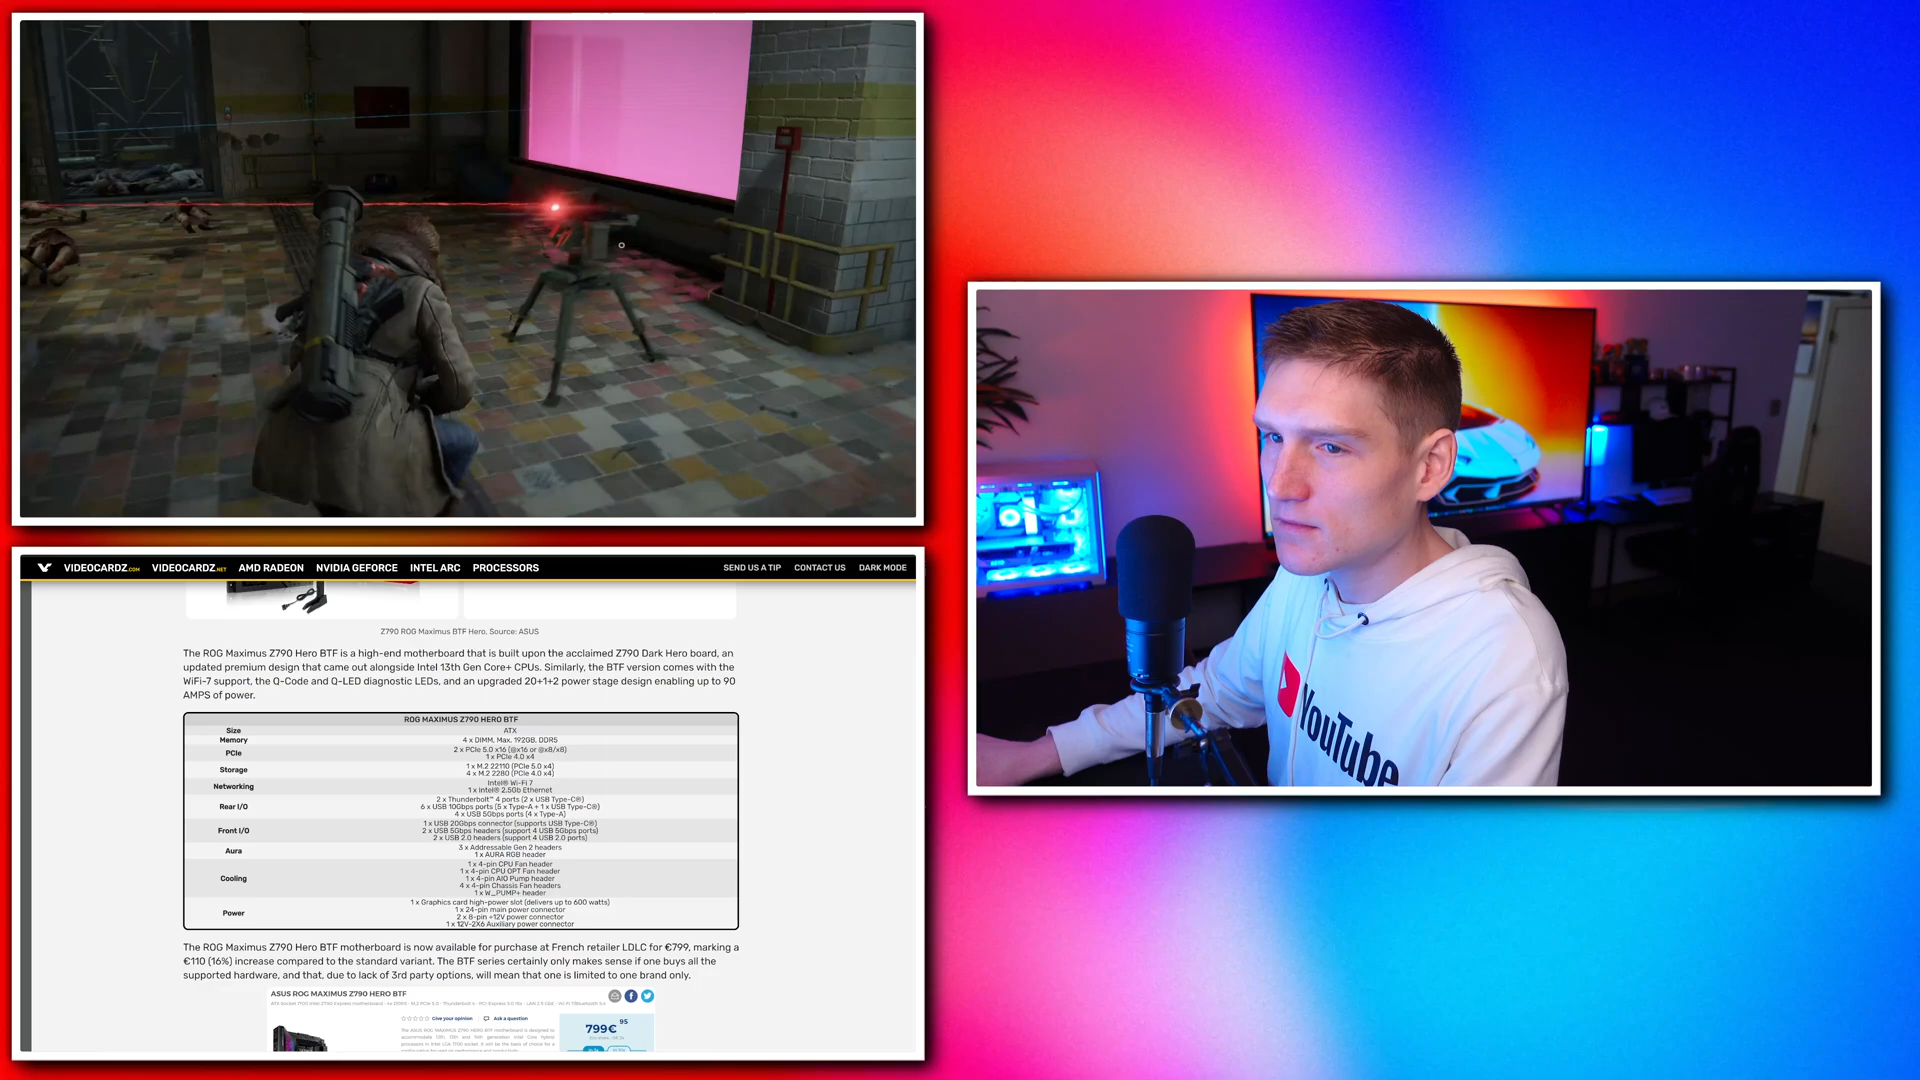 VIDEOCARDZ.COM VIDEOCARDZ.NET AMD RADEON NVIDIA GEFORCE INTEL ARC PROCESSORS SEND US A TIP CONTACT US DARK MODE
Z790 ROG Maximus BTF Hero, Source: ASUS
The ROG Maximus Z790 Hero BTF is a high-end motherboard that is built upon the acclaimed Z790 Dark Hero board, an
updated premium design that came out alongside Intel 13th Gen Core+ CPUs. Similarly, the BTF version comes with the
WiFi-7 support, the Q-Code and Q-LED diagnostic LEDs, and an upgraded 20+1+2 power stage design enabling up to 90
AMPS of power.
ROG MAXIMUS Z790 HERO BTF
Size ATX
Memory 4 x DIMM, Max. 192GB, DDR5
PCIe 2 x PCIe 5.0 x16 (@x16 or @x8/x8)
1 x PCIe 4.0 x4
Storage 1 x M.2 22110 (PCIe 5.0 x4)
4 x M.2 2280 (PCIe 4.0 x4)
Networking Intel® Wi-Fi 7
1 x Intel® 2.5Gb Ethernet
Rear I/O 2 x Thunderbolt™ 4 ports (2 x USB Type-C®)
6 x USB 10Gbps ports (5 x Type-A + 1 x USB Type-C®)
4 x USB 5Gbps ports (4 x Type-A)
Front I/O 1 x USB 20Gbps connector (supports USB Type-C®)
2 x USB 5Gbps headers (support 4 USB 5Gbps ports)
2 x USB 2.0 headers (support 4 USB 2.0 ports)
Aura 3 x Addressable Gen 2 headers
1 x AURA RGB header
Cooling 1 x 4-pin CPU Fan header
1 x 4-pin CPU OPT Fan header
1 x 4-pin AIO Pump header
4 x 4-pin Chassis Fan headers
1 x W_PUMP+ header
Power 1 x Graphics card high-power slot (delivers up to 600 watts)
1 x 24-pin main power connector
2 x 8-pin +12V power connector
1 x 12V-2X6 Auxiliary power connector
The ROG Maximus Z790 Hero BTF motherboard is now available for purchase at French retailer LDLC for €799, marking a
€110 (16%) increase compared to the standard variant. The BTF series certainly only makes sense if one buys all the
supported hardware, and that, due to lack of 3rd party options, will mean that one is limited to one brand only.
ASUS ROG MAXIMUS Z790 HERO BTF
Give your opinion Ask a question
The ASUS ROG MAXIMUS Z790 HERO BTF motherboard is designed to
799€95
YouTube